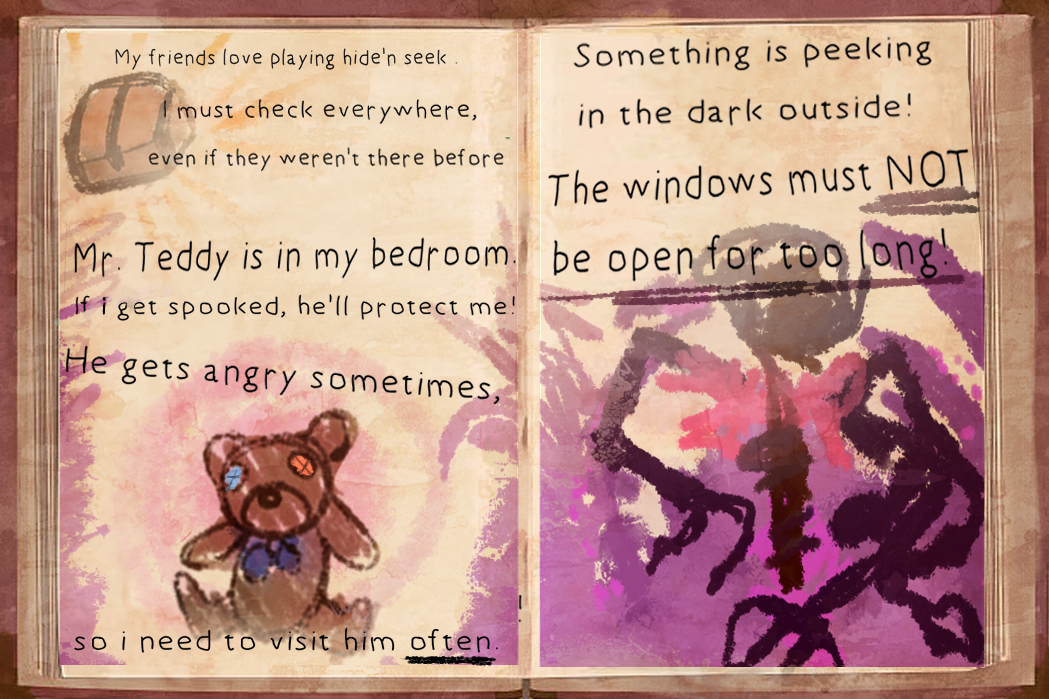 My friends love playing hide'n seek .
I must check everywhere,
even if they weren't there before
Mr. Teddy is in my bedroom.
If i get spooked, he'll protect me!
He gets angry sometimes,
so i need to visit him often.
Something is peeking
in the dark outside!
The windows must NOT
be open for too long!